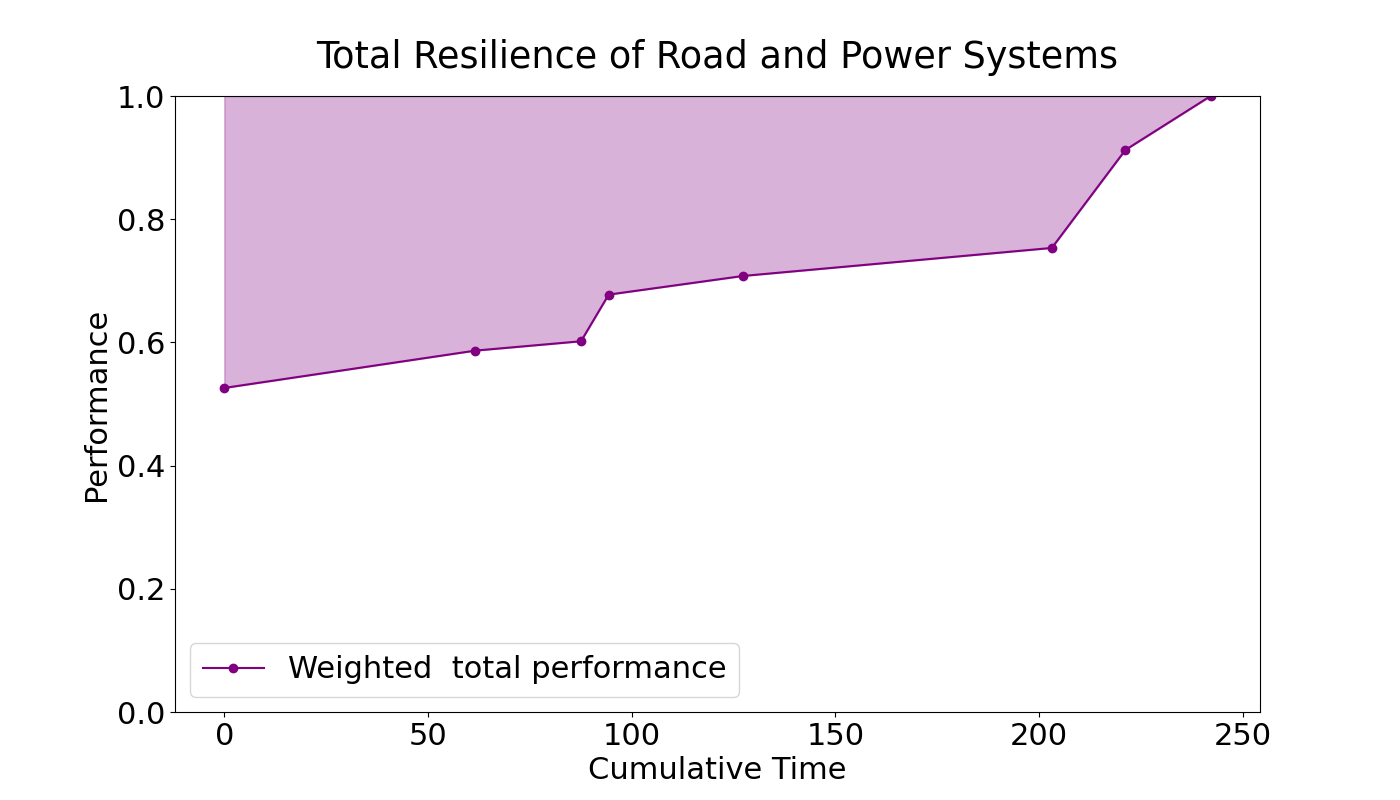 Total Resilience of Road and Power Systems
1.0
0.8
0.6
0.4
0.2
0.0
Performance
Weighted  total performance
0 50 100 150 200 250
Cumulative Time